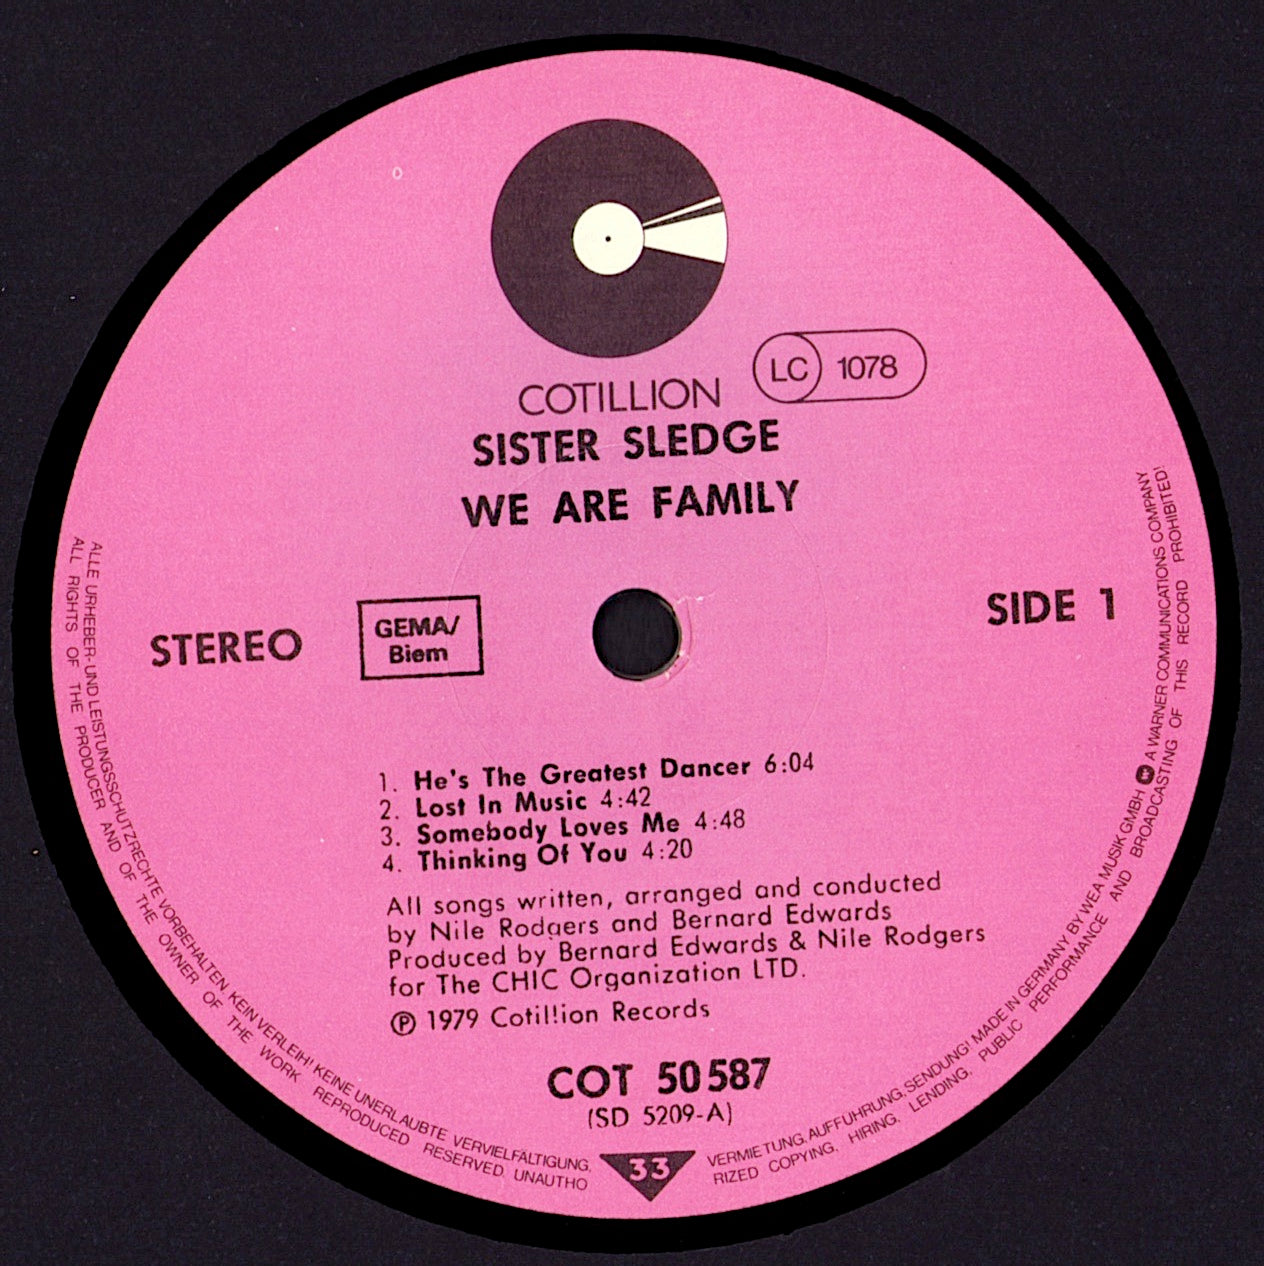 COTILLION
LC 1078
SISTER SLEDGE
WE ARE FAMILY
STEREO
GEMA/
Biem
SIDE 1
1. He's The Greatest Dancer 6:04
2. Lost In Music 4:42
3. Somebody Loves Me 4:48
4. Thinking Of You 4:20
All songs written, arranged and conducted
by Nile Rodgers and Bernard Edwards
Produced by Bernard Edwards & Nile Rodgers
for The CHIC Organization LTD.
Ⓟ 1979 Cotillion Records
COT 50 587
(SD 5209-A)
33
ALLE URHEBER- UND LEISTUNGSSCHUTZRECHTE VORBEHALTEN. KEIN VERLEIH! KEINE UNERLAUBTE VERVIELFÄLTIGUNG, VERMIETUNG, AUFFÜHRUNG, SENDUNG! MADE IN GERMANY BY WEA MUSIK GMBH A WARNER COMMUNICATIONS COMPANY
ALL RIGHTS OF THE PRODUCER AND OF THE OWNER OF THE WORK REPRODUCED RESERVED. UNAUTHORIZED COPYING, HIRING, LENDING, PUBLIC PERFORMANCE AND BROADCASTING OF THIS RECORD PROHIBITED!